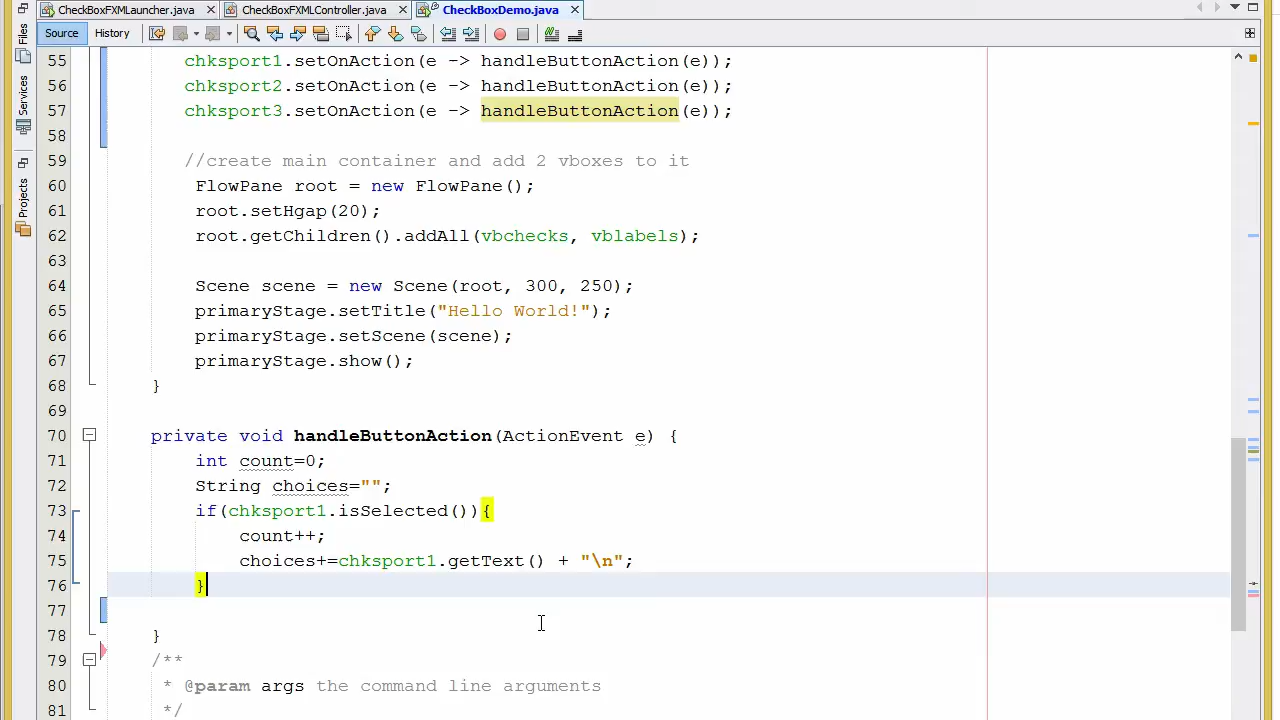 CheckBoxFXMLauncher.java
CheckBoxFXMLController.java
CheckBoxDemo.java
Source
History
Files
Services
Projects
55 chksport1.setOnAction(e -> handleButtonAction(e));
56 chksport2.setOnAction(e -> handleButtonAction(e));
57 chksport3.setOnAction(e -> handleButtonAction(e));
58
59 //create main container and add 2 vboxes to it
60 FlowPane root = new FlowPane();
61 root.setHgap(20);
62 root.getChildren().addAll(vbchecks, vblabels);
63
64 Scene scene = new Scene(root, 300, 250);
65 primaryStage.setTitle("Hello World!");
66 primaryStage.setScene(scene);
67 primaryStage.show();
68 }
69
70 private void handleButtonAction(ActionEvent e) {
71 int count=0;
72 String choices="";
73 if(chksport1.isSelected()){
74 count++;
75 choices+=chksport1.getText() + "\n";
76 }
77
78 }
79 /**
80 * @param args the command line arguments
81 */